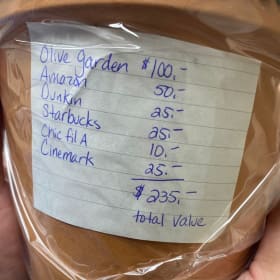 Olive garden $100.-
Amazon 50.-
Dunkin 25.-
Starbucks 25.-
Chic fil A 10.-
Cinemark 25.-
$235.-
total value